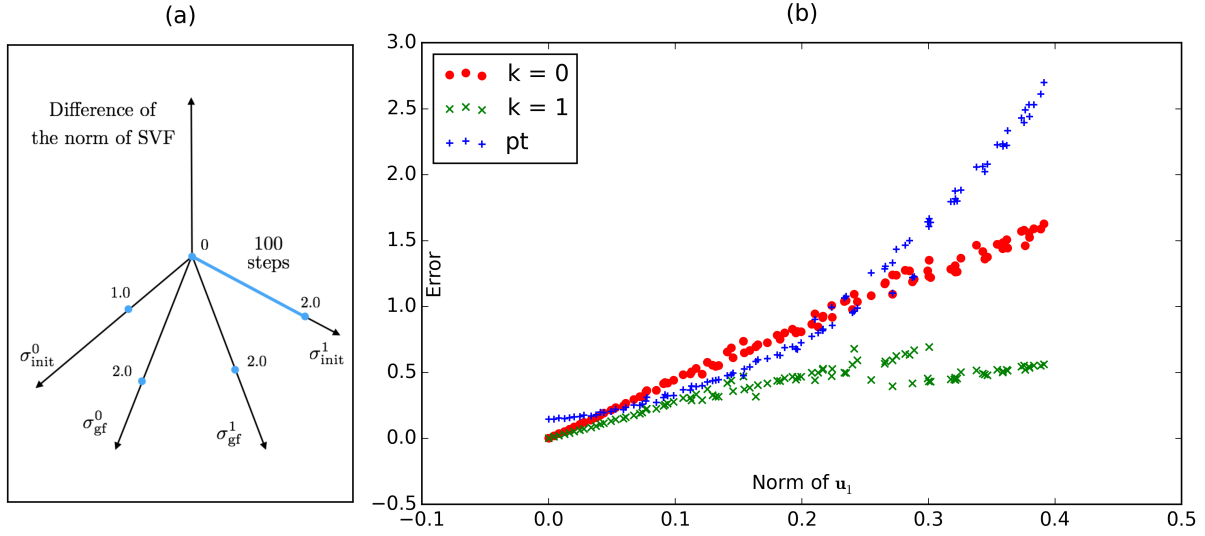 (a)
Difference of
the norm of SVF
0
100
steps
1.0
2.0
σ⁰init
σ¹init
2.0
2.0
σ⁰gf
σ¹gf
(b)
3.0
2.5
2.0
1.5
1.0
0.5
0.0
−0.5
k = 0
k = 1
pt
Error
Norm of u₁
−0.1
0.0
0.1
0.2
0.3
0.4
0.5